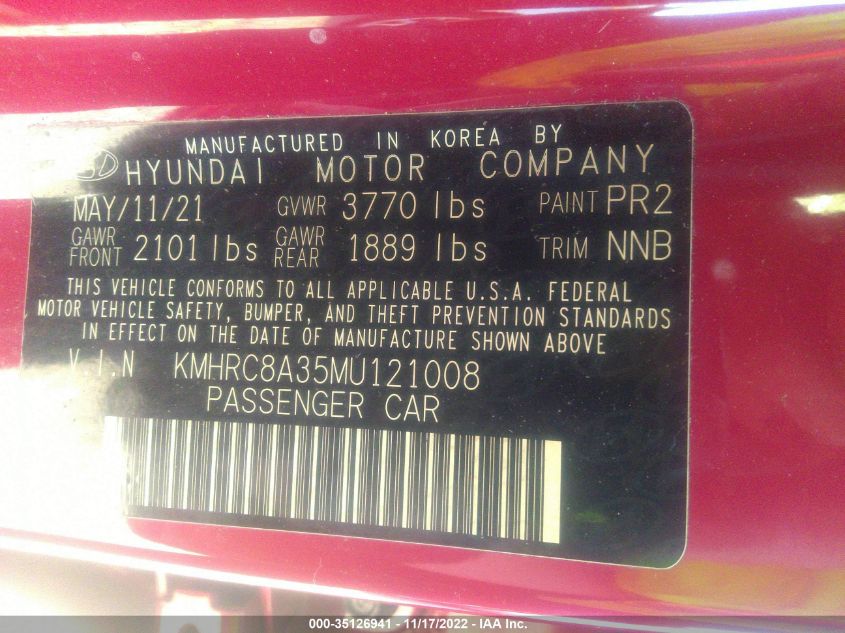 MANUFACTURED IN KOREA BY
HYUNDAI MOTOR COMPANY
MAY/11/21 GVWR 3770 lbs PAINT PR2
GAWR FRONT 2101 lbs GAWR REAR 1889 lbs TRIM NNB
THIS VEHICLE CONFORMS TO ALL APPLICABLE U.S.A. FEDERAL
MOTOR VEHICLE SAFETY, BUMPER, AND THEFT PREVENTION STANDARDS
IN EFFECT ON THE DATE OF MANUFACTURE SHOWN ABOVE
V.I.N KMHRC8A35MU121008
PASSENGER CAR
000-35126941 - 11/17/2022 - IAA Inc.